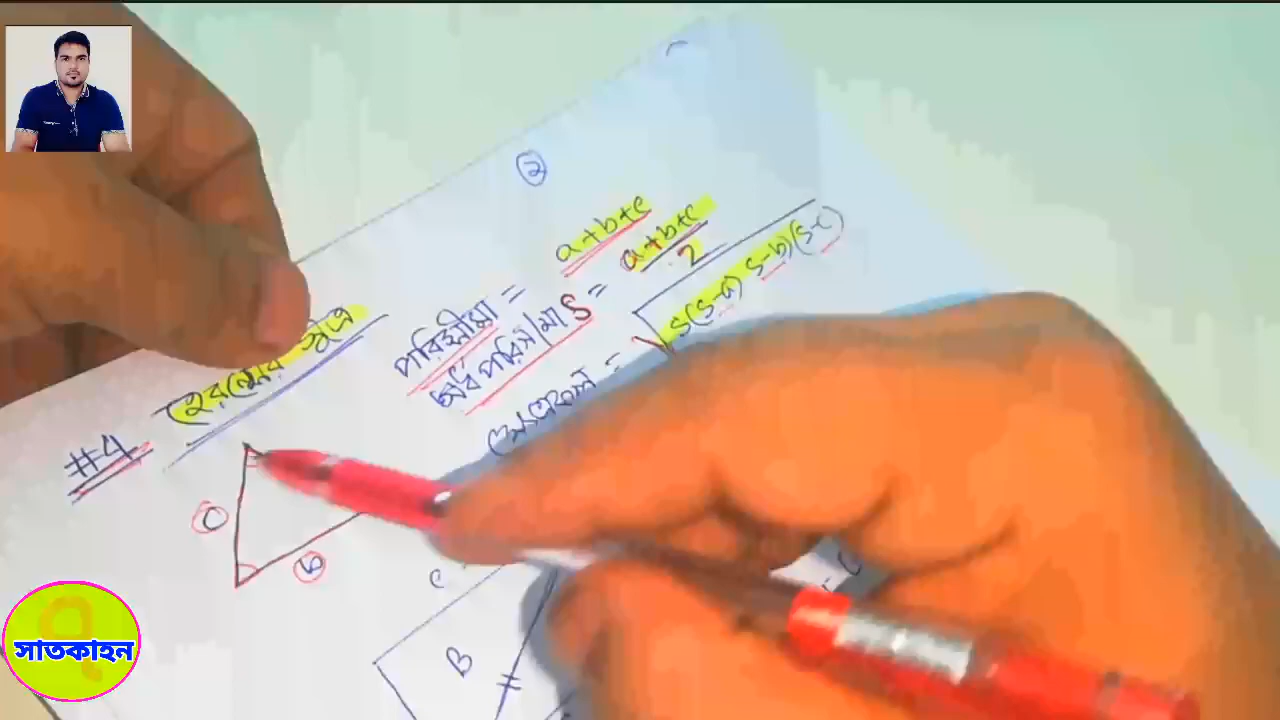 ②
#4 হেরনের সূত্র
পরিসীমা = a+b+c
অর্ধ পরিসীমা S = a+b+c
2
ক্ষেত্রফল = √S(S-a)(S-b)(S-c)
c
b
c
B
সাতকাহন